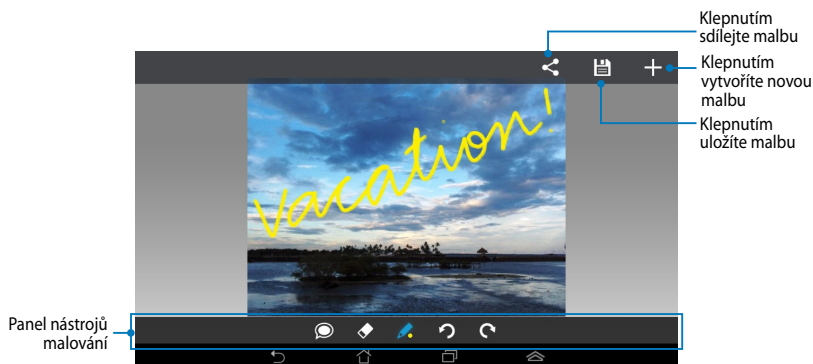 Klepnutím
sdílejte malbu
Klepnutím
vytvoříte novou
malbu
Klepnutím
uložíte malbu
vacation!
Panel nástrojů
malování